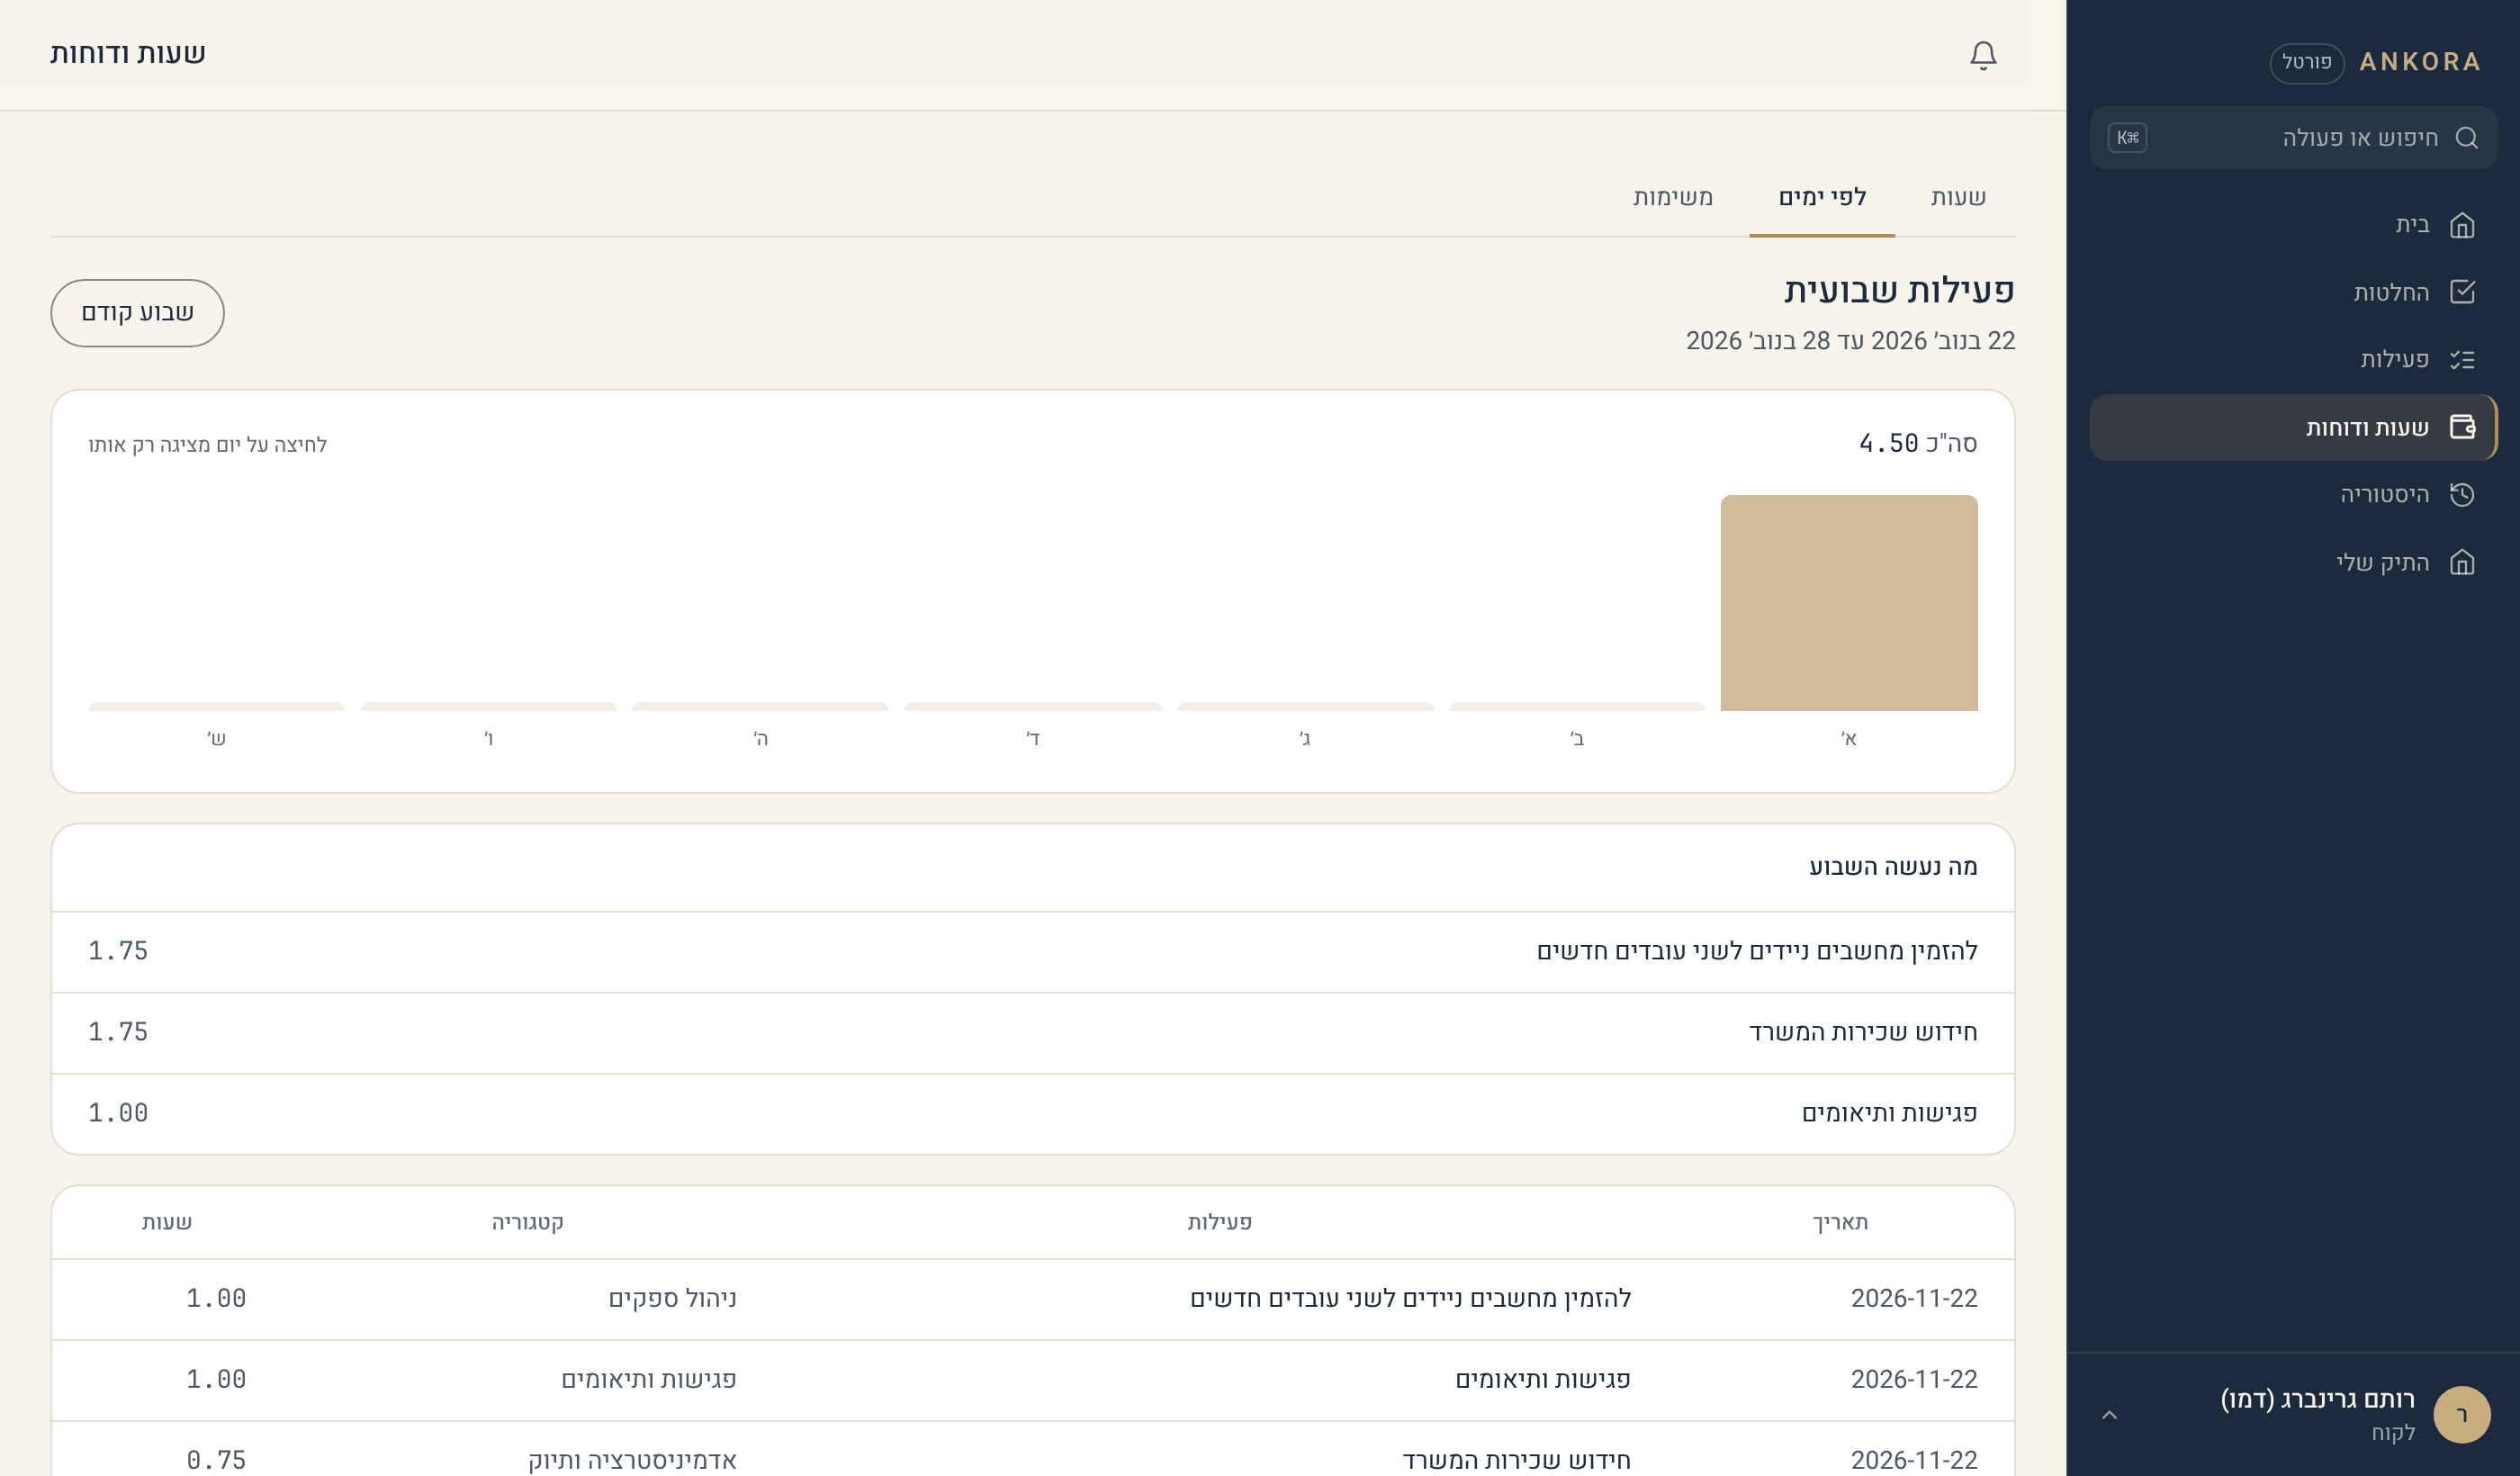 ANKORA פורטל
חיפוש או פעולה ⌘K
בית
החלטות
פעילות
שעות ודוחות
היסטוריה
התיק שלי
רותם גרינברג (דמו)
לקוח
ר
שעות ודוחות
שעות
לפי ימים
משימות
פעילות שבועית
22 בנוב׳ 2026 עד 28 בנוב׳ 2026
שבוע קודם
סה"כ 4.50
לחיצה על יום מציגה רק אותו
א׳ ב׳ ג׳ ד׳ ה׳ ו׳ ש׳
מה נעשה השבוע
להזמין מחשבים ניידים לשני עובדים חדשים 1.75
חידוש שכירות המשרד 1.75
פגישות ותיאומים 1.00
תאריך פעילות קטגוריה שעות
2026-11-22 להזמין מחשבים ניידים לשני עובדים חדשים ניהול ספקים 1.00
2026-11-22 פגישות ותיאומים פגישות ותיאומים 1.00
2026-11-22 חידוש שכירות המשרד אדמיניסטרציה ותיוק 0.75